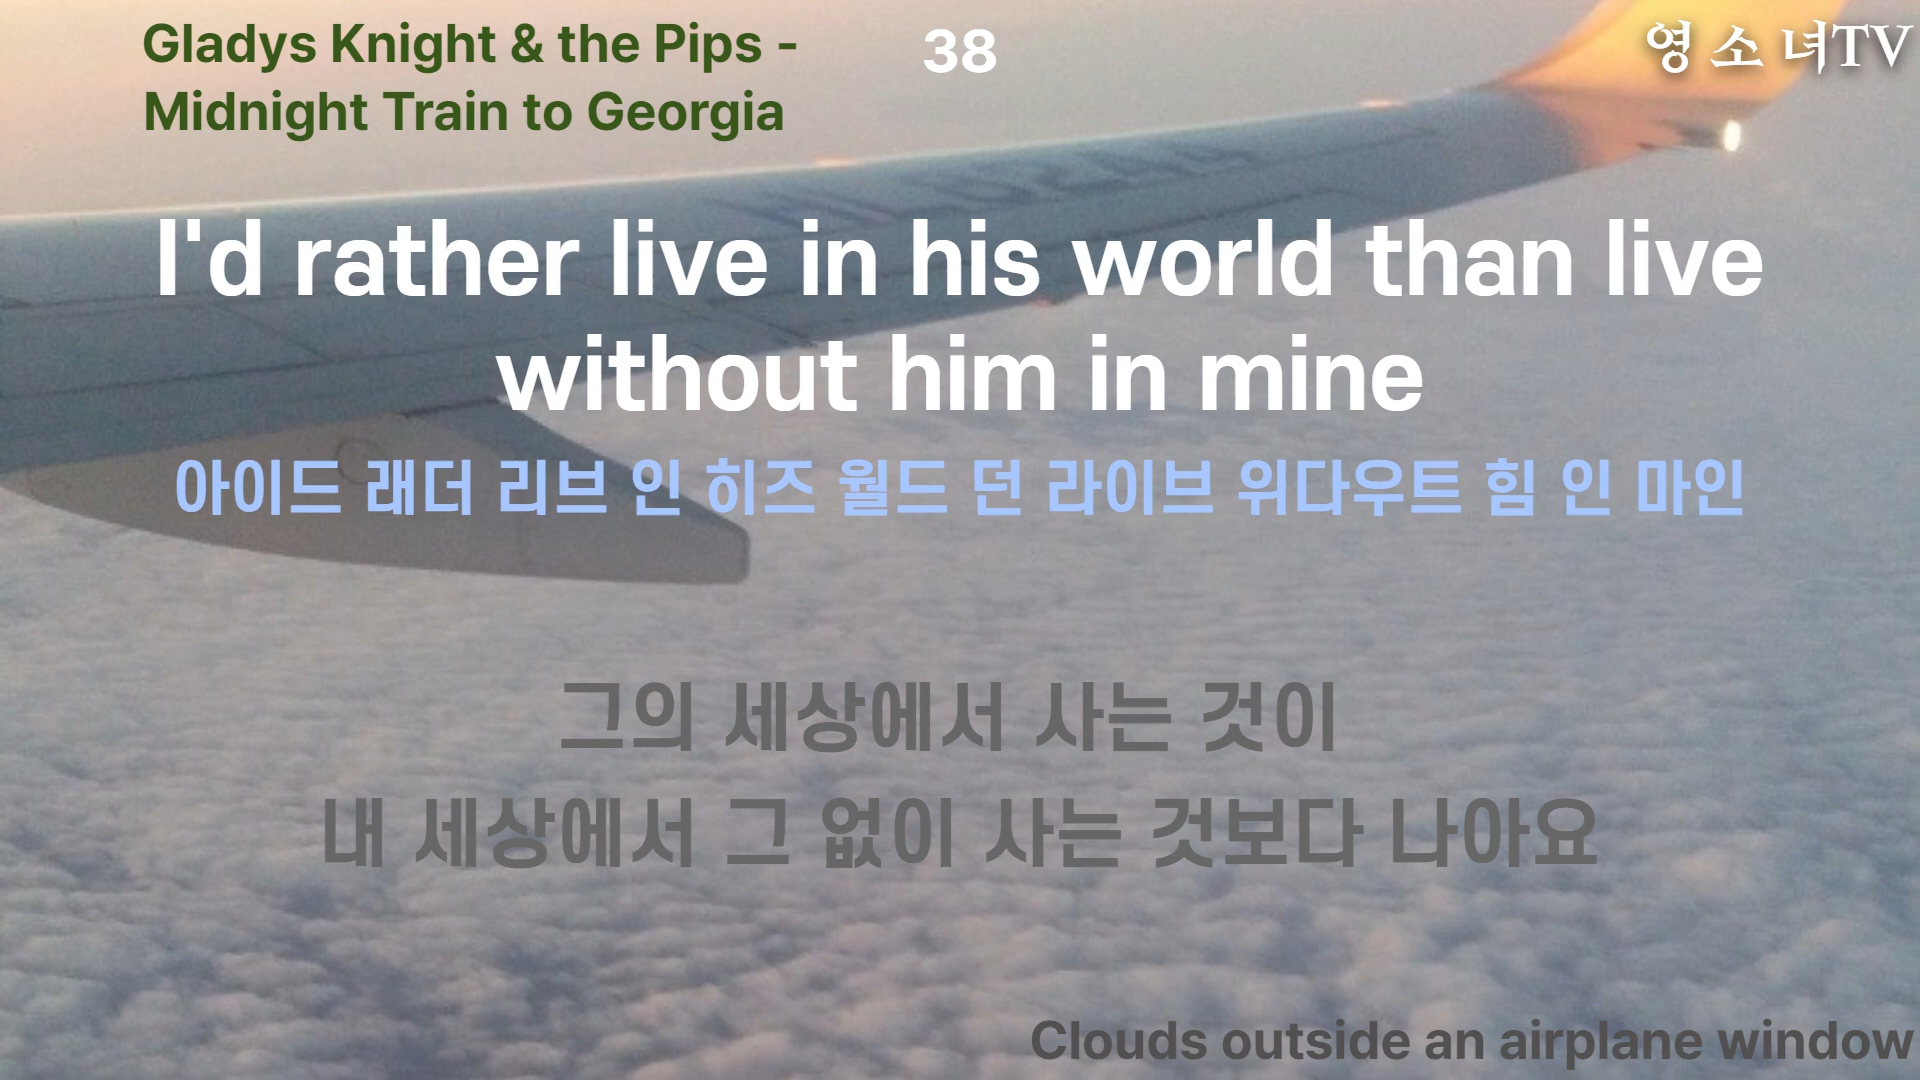 Gladys Knight & the Pips -
Midnight Train to Georgia
38
영 소 녀TV
I'd rather live in his world than live
without him in mine
아이드 래더 리브 인 히즈 월드 던 라이브 위다우트 힘 인 마인
그의 세상에서 사는 것이
내 세상에서 그 없이 사는 것보다 나아요
Clouds outside an airplane window